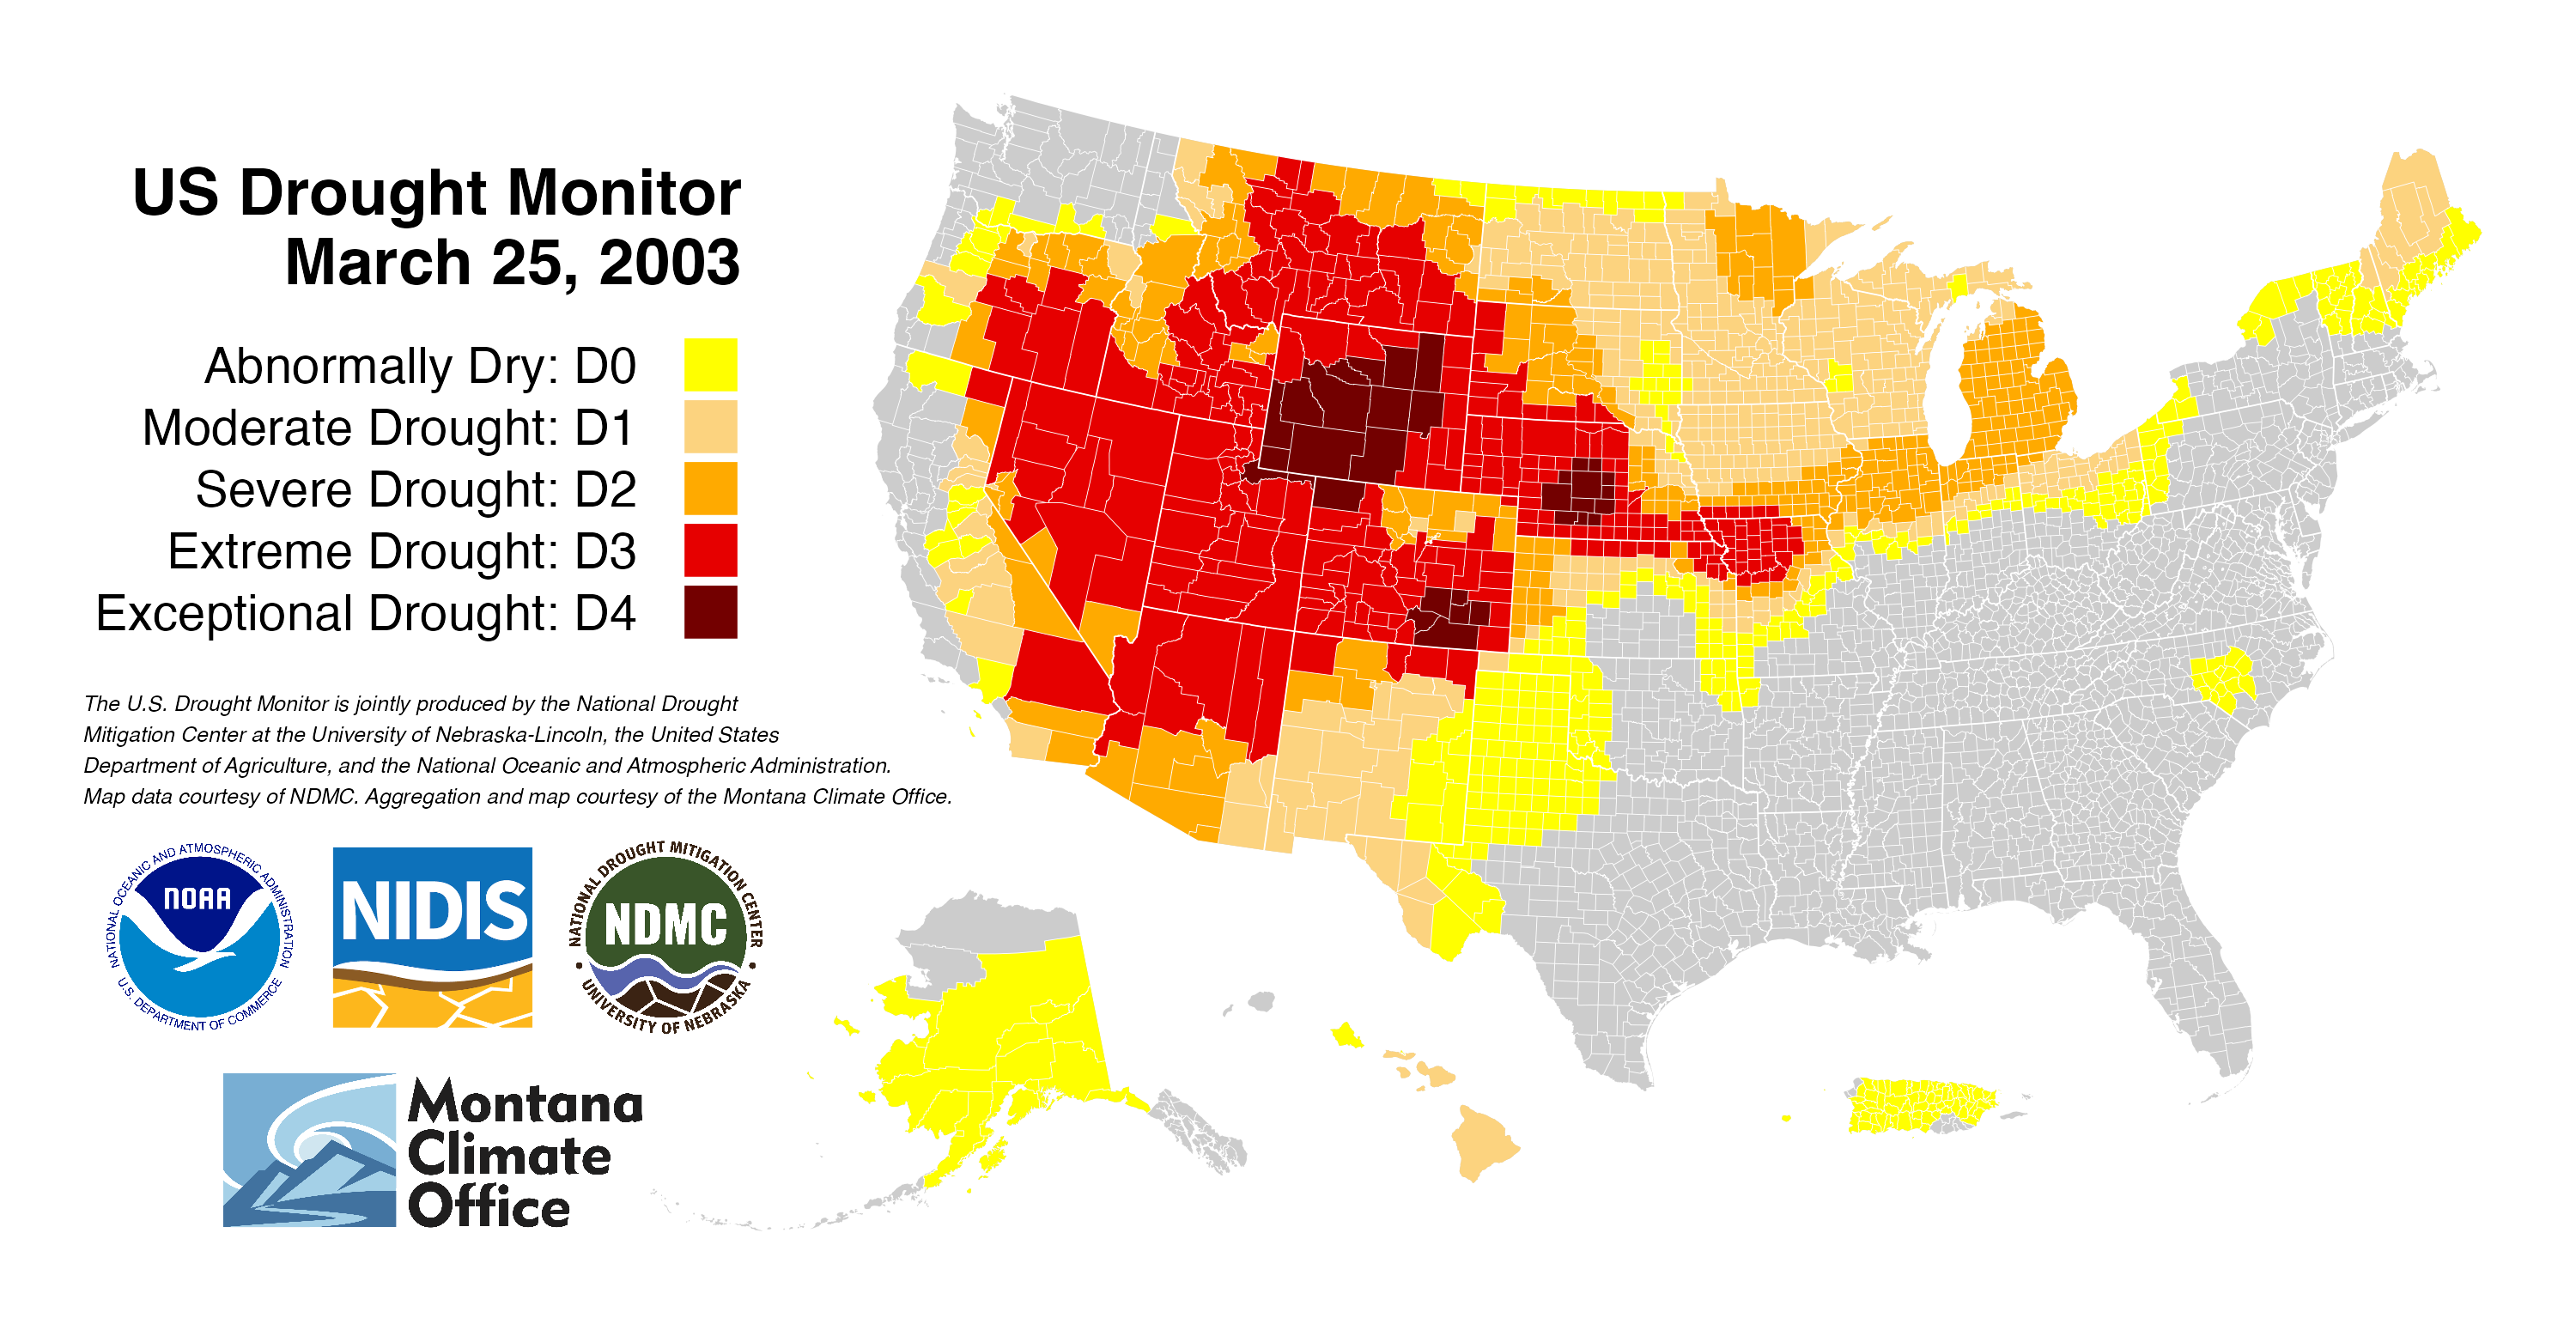 US Drought Monitor
March 25, 2003
Abnormally Dry: D0
Moderate Drought: D1
Severe Drought: D2
Extreme Drought: D3
Exceptional Drought: D4
The U.S. Drought Monitor is jointly produced by the National Drought
Mitigation Center at the University of Nebraska-Lincoln, the United States
Department of Agriculture, and the National Oceanic and Atmospheric Administration.
Map data courtesy of NDMC. Aggregation and map courtesy of the Montana Climate Office.
NATIONAL OCEANIC AND ATMOSPHERIC ADMINISTRATION
NOAA
U.S. DEPARTMENT OF COMMERCE
NIDIS
NATIONAL DROUGHT MITIGATION CENTER
NDMC
UNIVERSITY OF NEBRASKA
Montana
Climate
Office